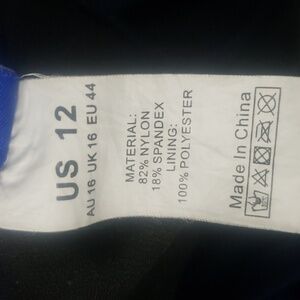 US 12
AU 16 UK 16 EU 44
MATERIAL:
82% NYLON
18% SPANDEX
LINING:
100% POLYESTER
Made In China